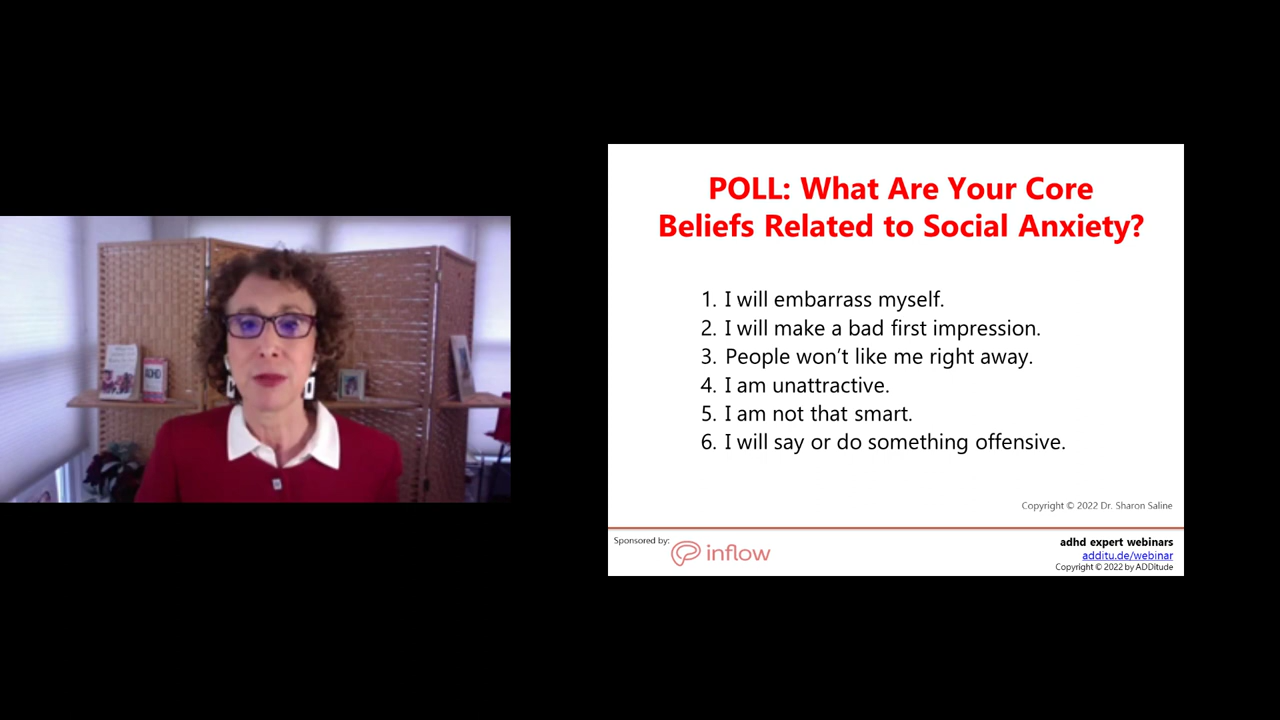 ADHD
POLL: What Are Your Core
Beliefs Related to Social Anxiety?
1. I will embarrass myself.
2. I will make a bad first impression.
3. People won’t like me right away.
4. I am unattractive.
5. I am not that smart.
6. I will say or do something offensive.
Copyright © 2022 Dr. Sharon Saline
Sponsored by:
inflow
adhd expert webinars
additu.de/webinar
Copyright © 2022 by ADDitude